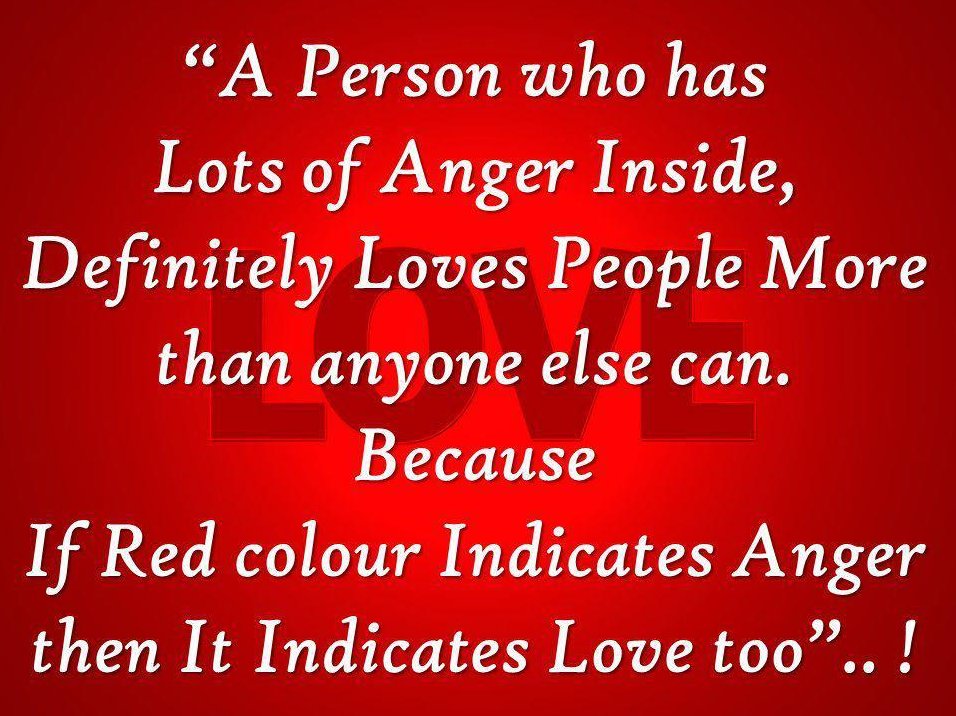 “A Person who has
Lots of Anger Inside,
Definitely Loves People More
LOVE
than anyone else can.
Because
If Red colour Indicates Anger
then It Indicates Love too”.. !